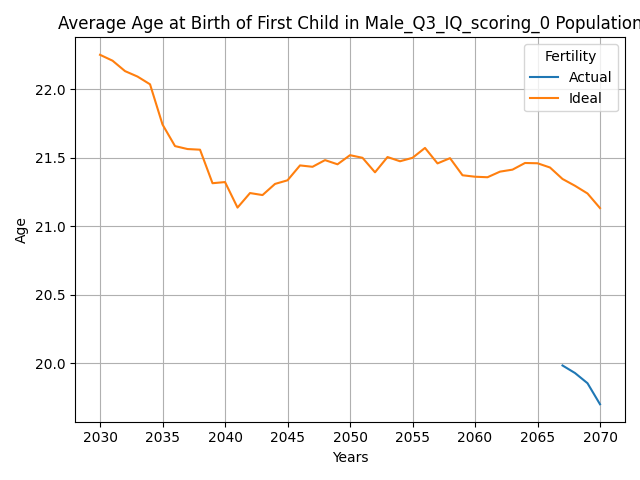 Average Age at Birth of First Child in Male_Q3_IQ_scoring_0 Population
Fertility
Actual
Ideal
22.0
21.5
21.0
20.5
20.0
Age
2030 2035 2040 2045 2050 2055 2060 2065 2070
Years